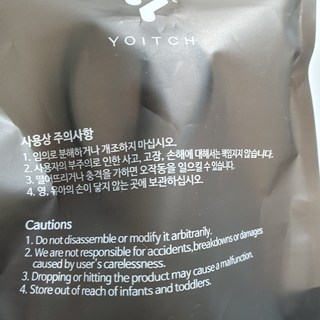 YOITCH
사용상 주의사항
1. 임의로 분해하거나 개조하지 마십시오.
2. 사용자의 부주의로 인한 사고, 고장, 손해에 대해서는 책임지지 않습니다.
3. 떨어뜨리거나 충격을 가하면 오작동을 일으킬 수 있습니다.
4. 영, 유아의 손이 닿지 않는 곳에 보관하십시오.
Cautions
1. Do not disassemble or modify it arbitrarily.
2. We are not responsible for accidents, breakdowns or damages
caused by user's carelessness.
3. Dropping or hitting the product may cause a malfunction.
4. Store out of reach of infants and toddlers.